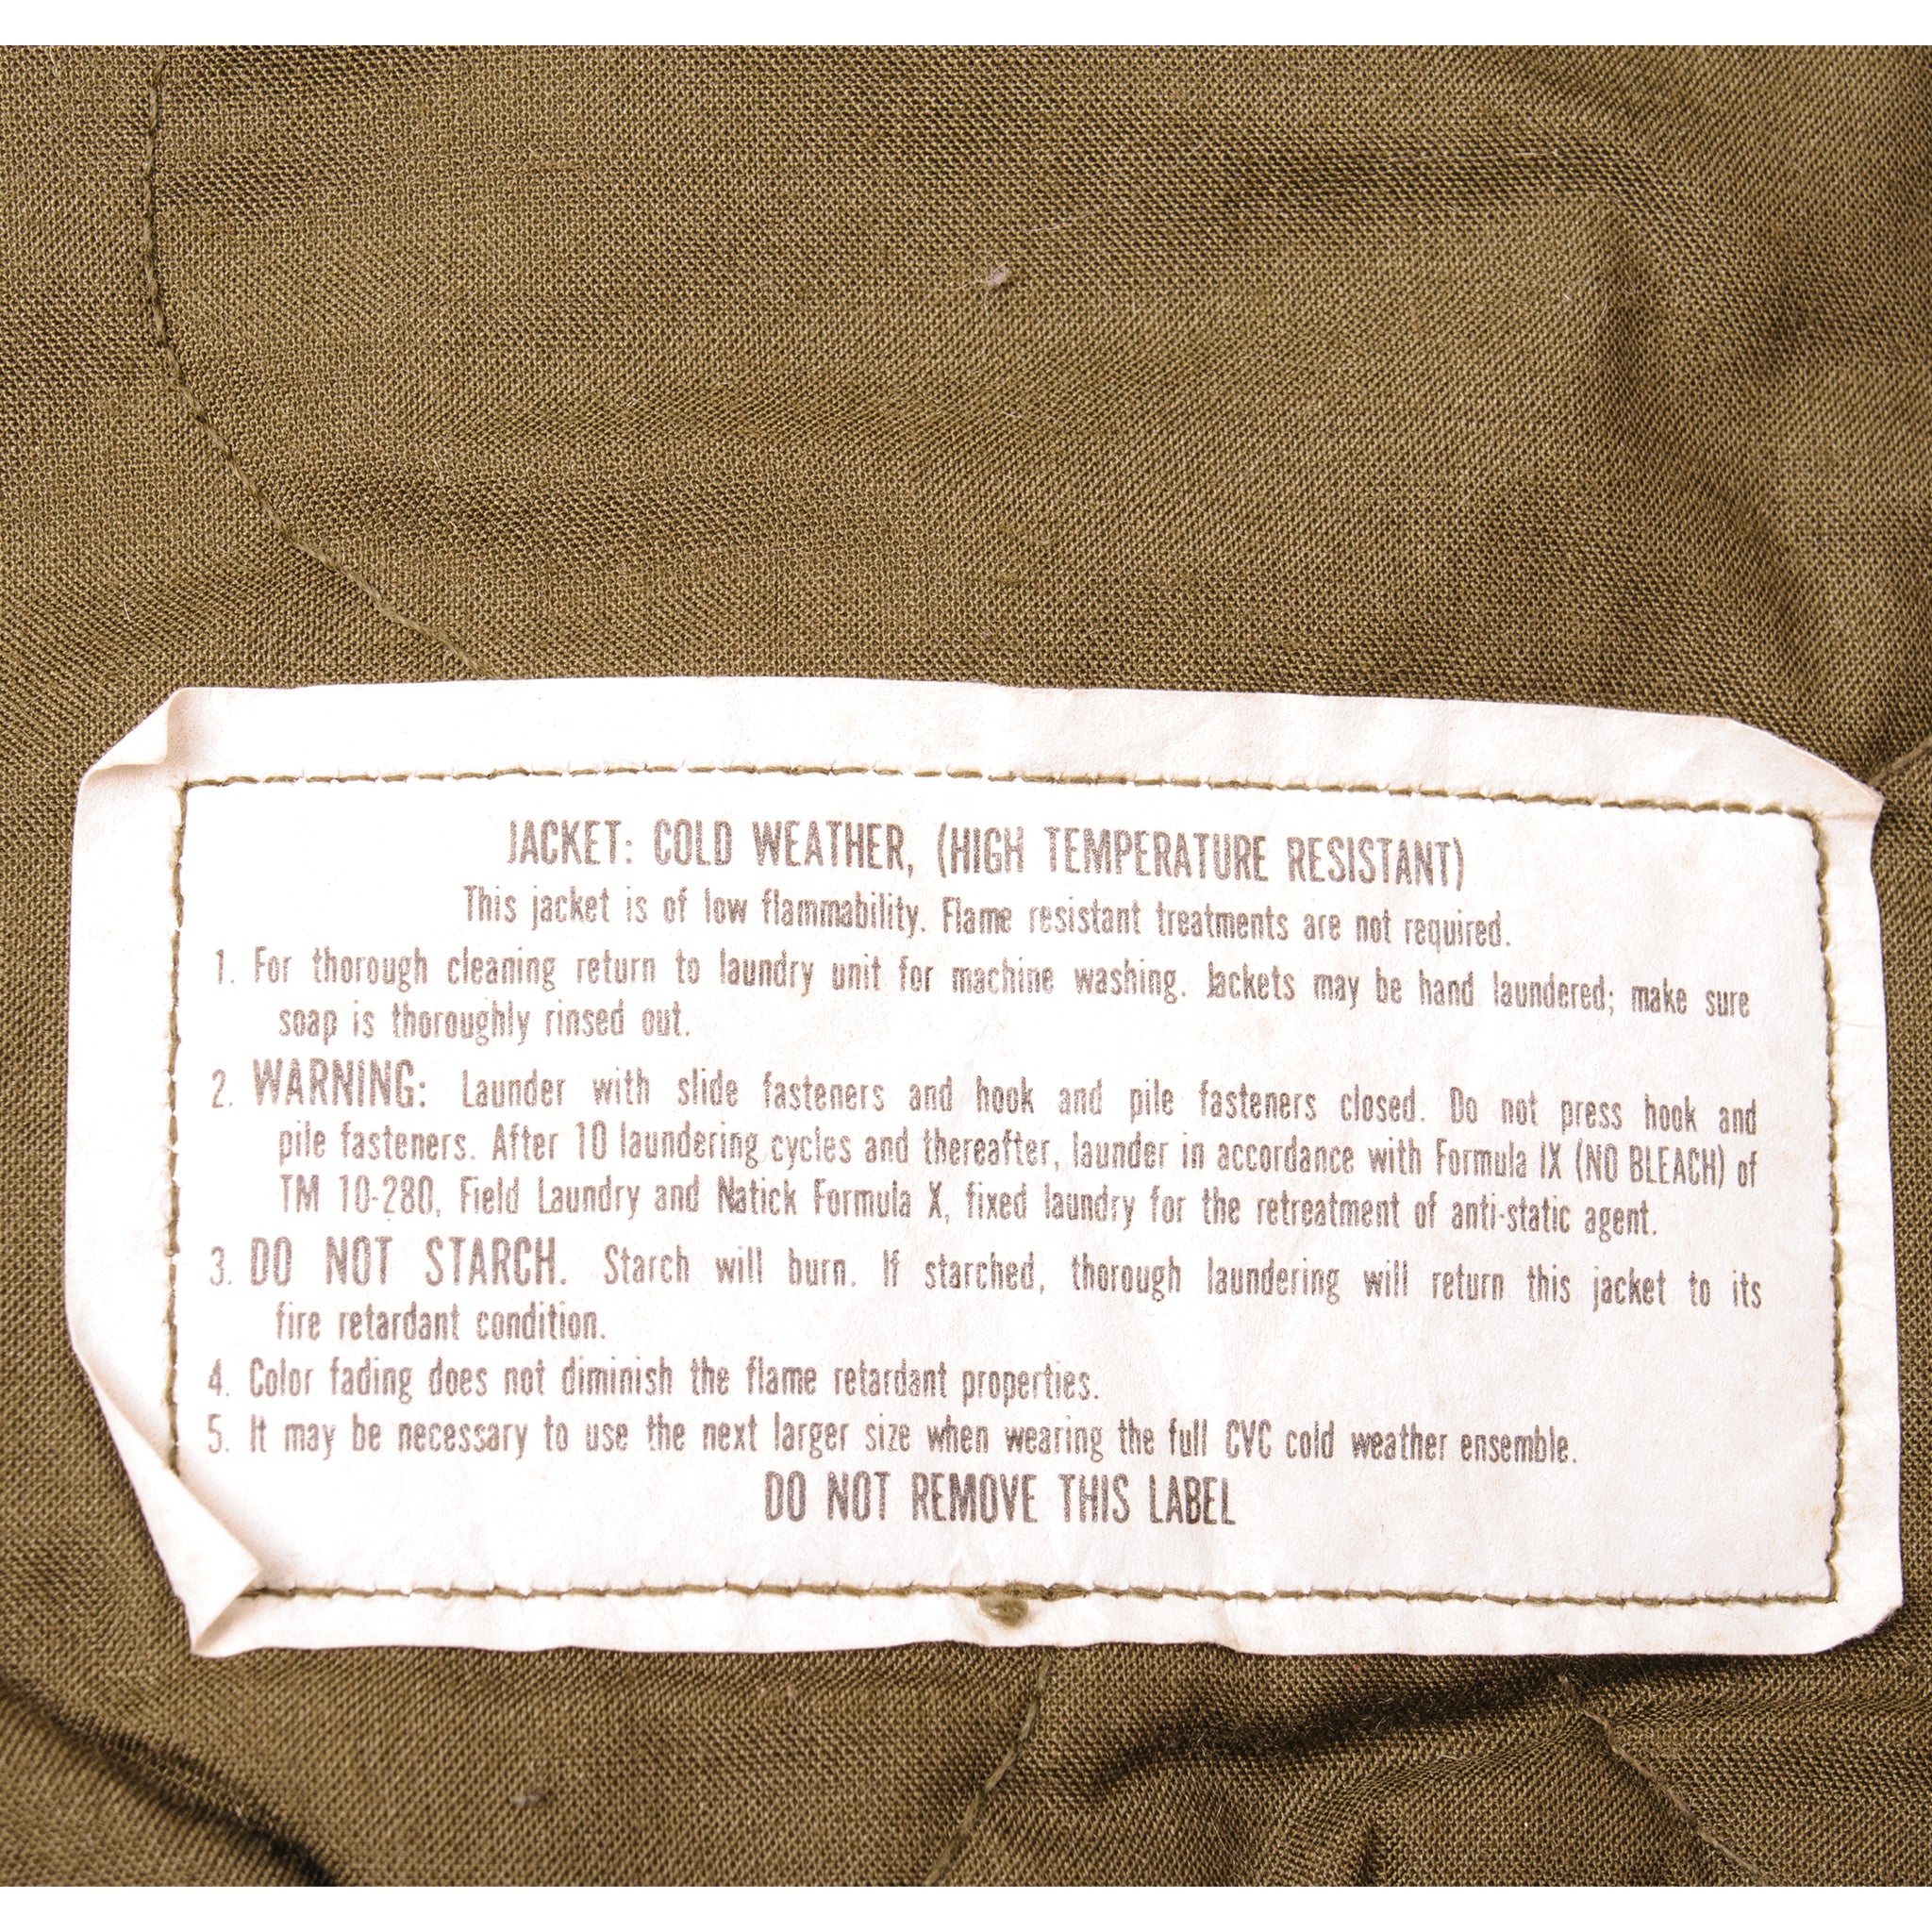 JACKET: COLD WEATHER, (HIGH TEMPERATURE RESISTANT)
This jacket is of low flammability. Flame resistant treatments are not required.
1. For thorough cleaning return to laundry unit for machine washing. Jackets may be hand laundered; make sure
soap is thoroughly rinsed out.
2. WARNING: Launder with slide fasteners and hook and pile fasteners closed. Do not press hook and
pile fasteners. After 10 laundering cycles and thereafter, launder in accordance with Formula IX (NO BLEACH) of
TM 10-280, Field Laundry and Natick Formula X, fixed laundry for the retreatment of anti-static agent.
3. DO NOT STARCH. Starch will burn. If starched, thorough laundering will return this jacket to its
fire retardant condition.
4. Color fading does not diminish the flame retardant properties.
5. It may be necessary to use the next larger size when wearing the full CVC cold weather ensemble.
DO NOT REMOVE THIS LABEL